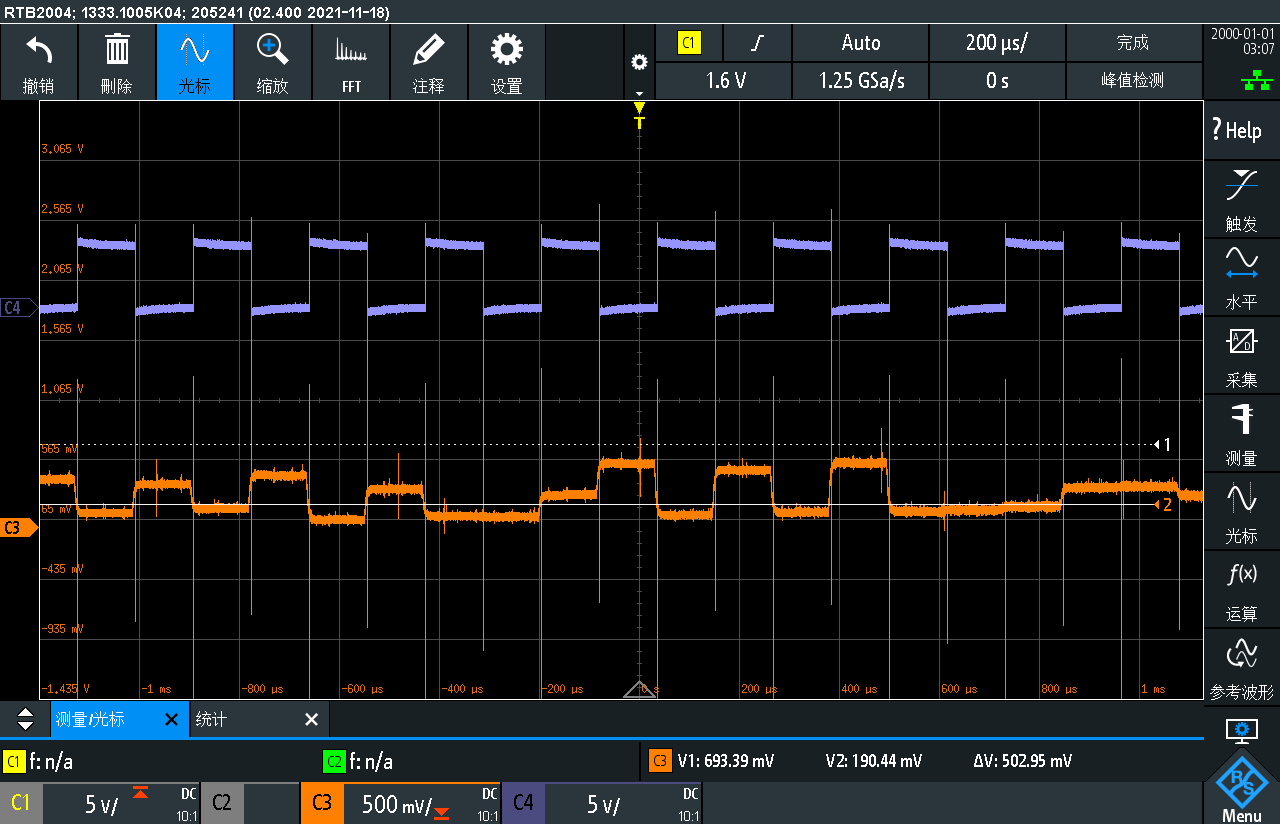 RTB2004; 1333.1005K04; 205241 (02.400 2021-11-18)
撤销
删除
光标
缩放
FFT
注释
设置
C1
Auto
200 µs/
完成
1.6 V
1.25 GSa/s
0 s
峰值检测
2000-01-01
03:07
? Help
触发
水平
A/D
采集
测量
光标
f(x)
运算
参考波形
R&S
Menu
T
3.065 V
2.565 V
2.065 V
C4
1.565 V
1.065 V
565 mV
1
65 mV
2
C3
-435 mV
-935 mV
-1.435 V
-1 ms
-800 µs
-600 µs
-400 µs
-200 µs
0 s
200 µs
400 µs
600 µs
800 µs
1 ms
测量/光标
统计
C1 f: n/a
C2 f: n/a
C3 V1: 693.39 mV V2: 190.44 mV ΔV: 502.95 mV
C1 5 V/ DC 10:1
C2
C3 500 mV/ DC 10:1
C4 5 V/ DC 10:1